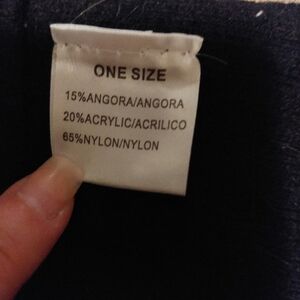 ONE SIZE
15%ANGORA/ANGORA
20%ACRYLIC/ACRILICO
65%NYLON/NYLON